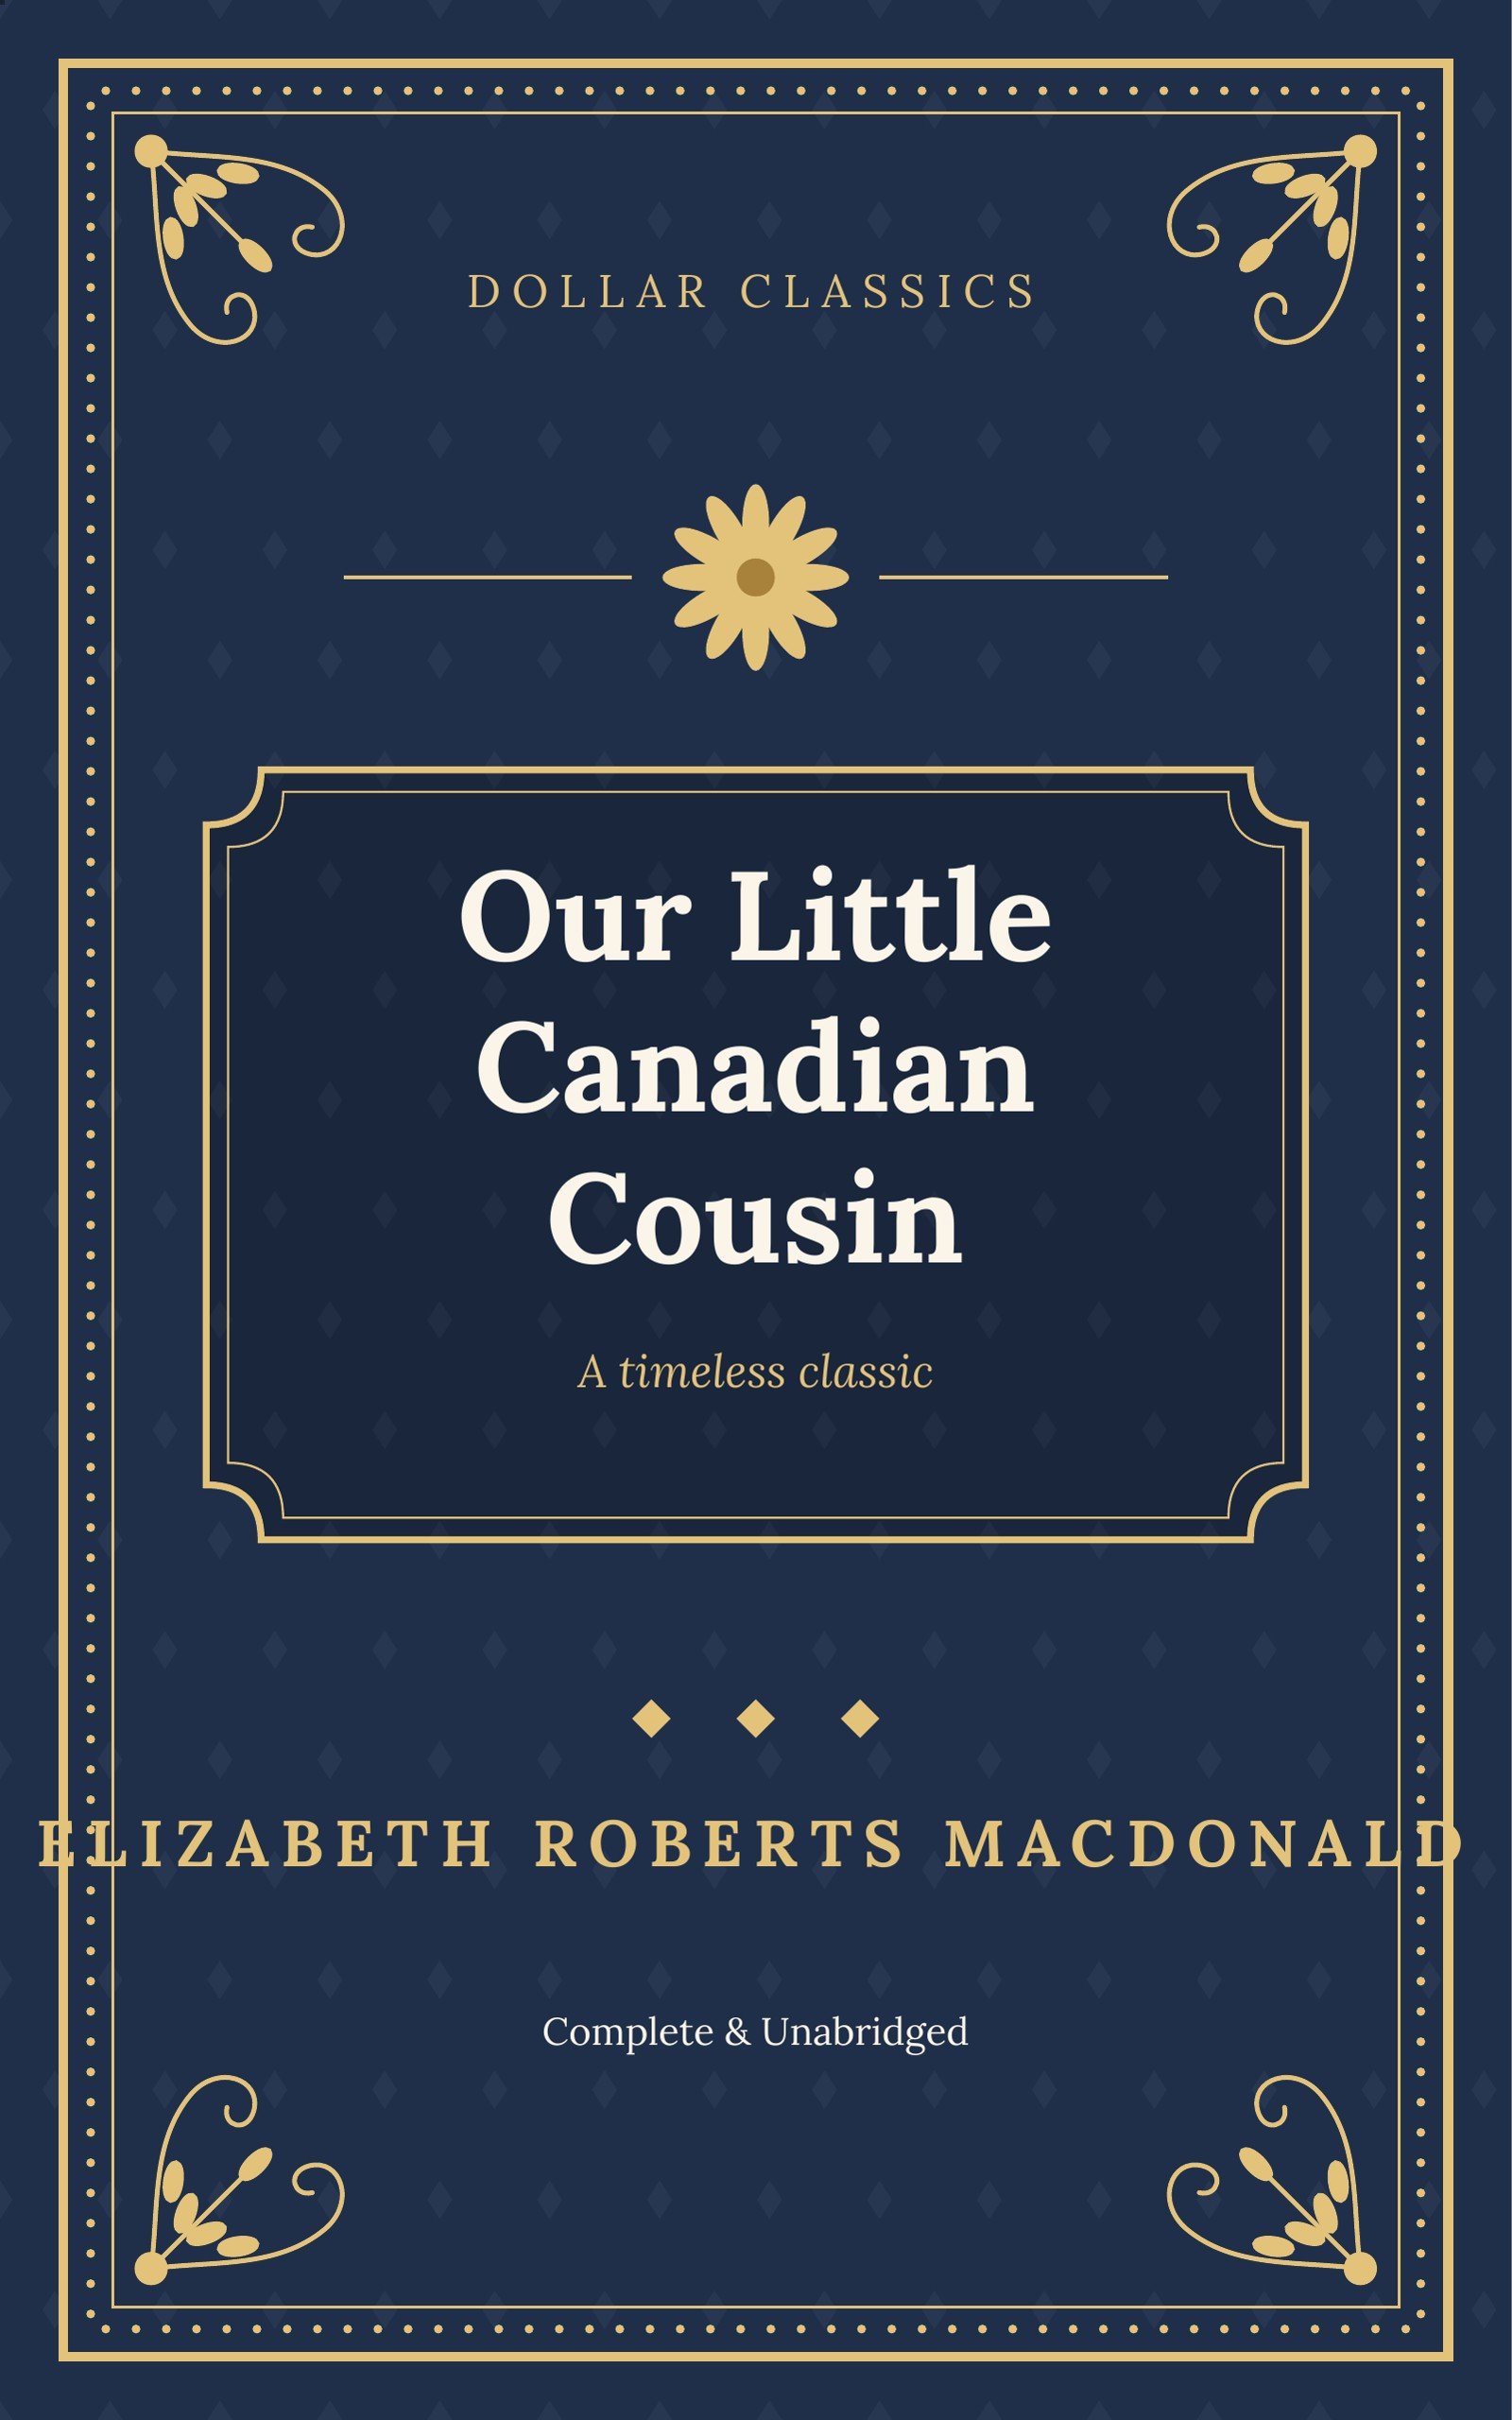 DOLLAR CLASSICS
Our Little
Canadian
Cousin
A timeless classic
ELIZABETH ROBERTS MACDONALD
Complete & Unabridged